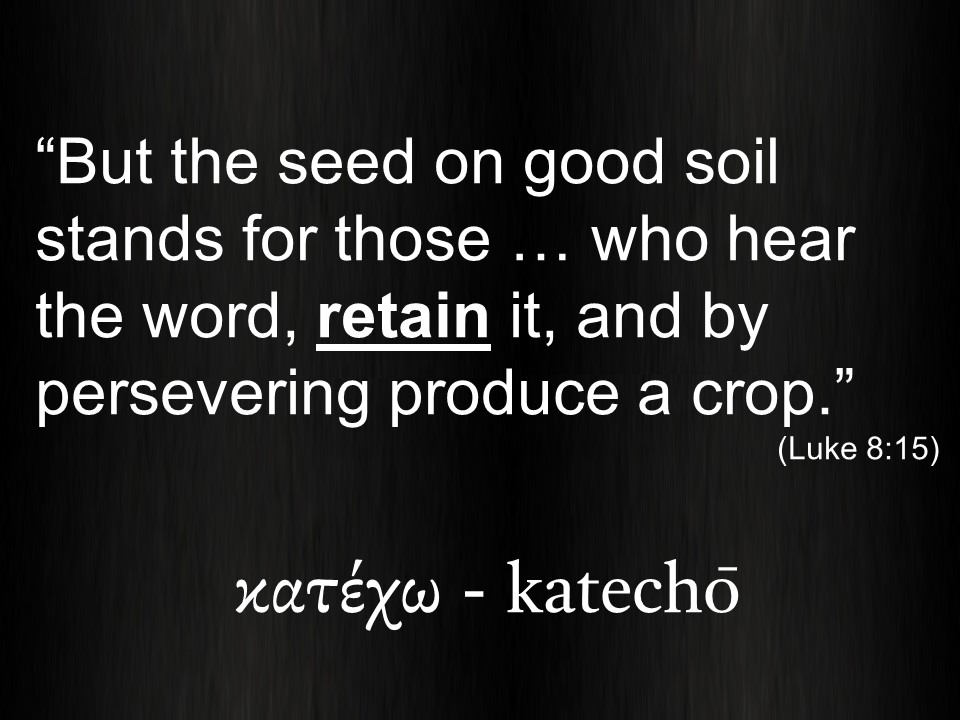 “But the seed on good soil
stands for those … who hear
the word, retain it, and by
persevering produce a crop.”
(Luke 8:15)
κατέχω - katechō